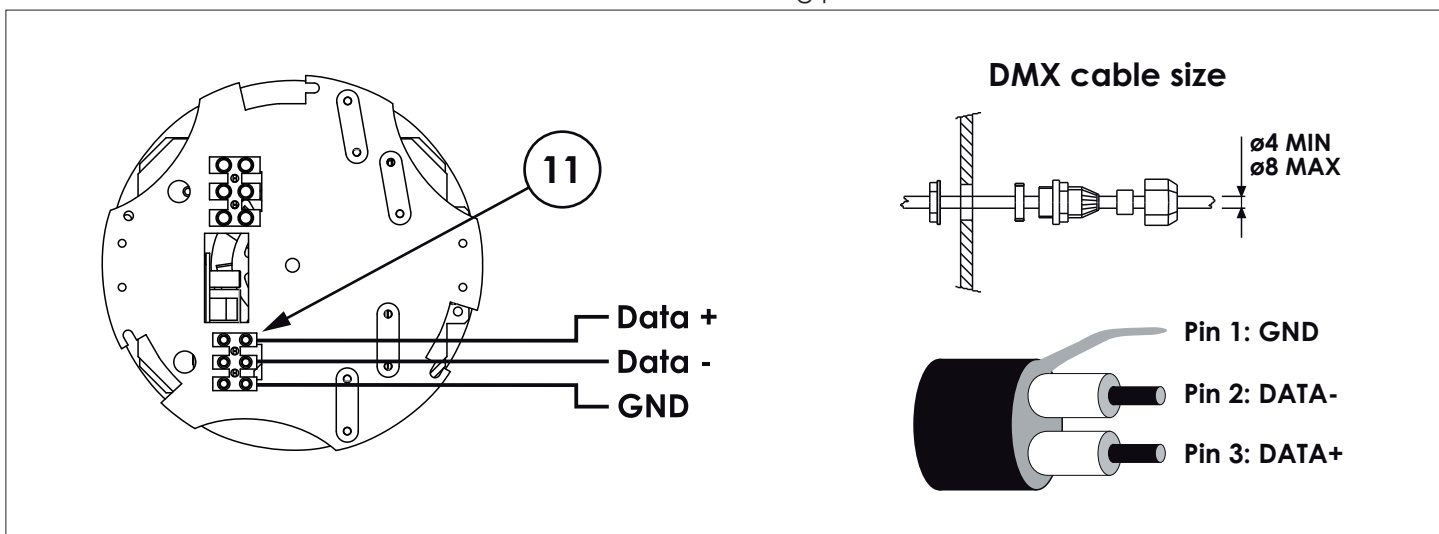 11
Data +
Data -
GND
DMX cable size
ø4 MIN
ø8 MAX
Pin 1: GND
Pin 2: DATA-
Pin 3: DATA+